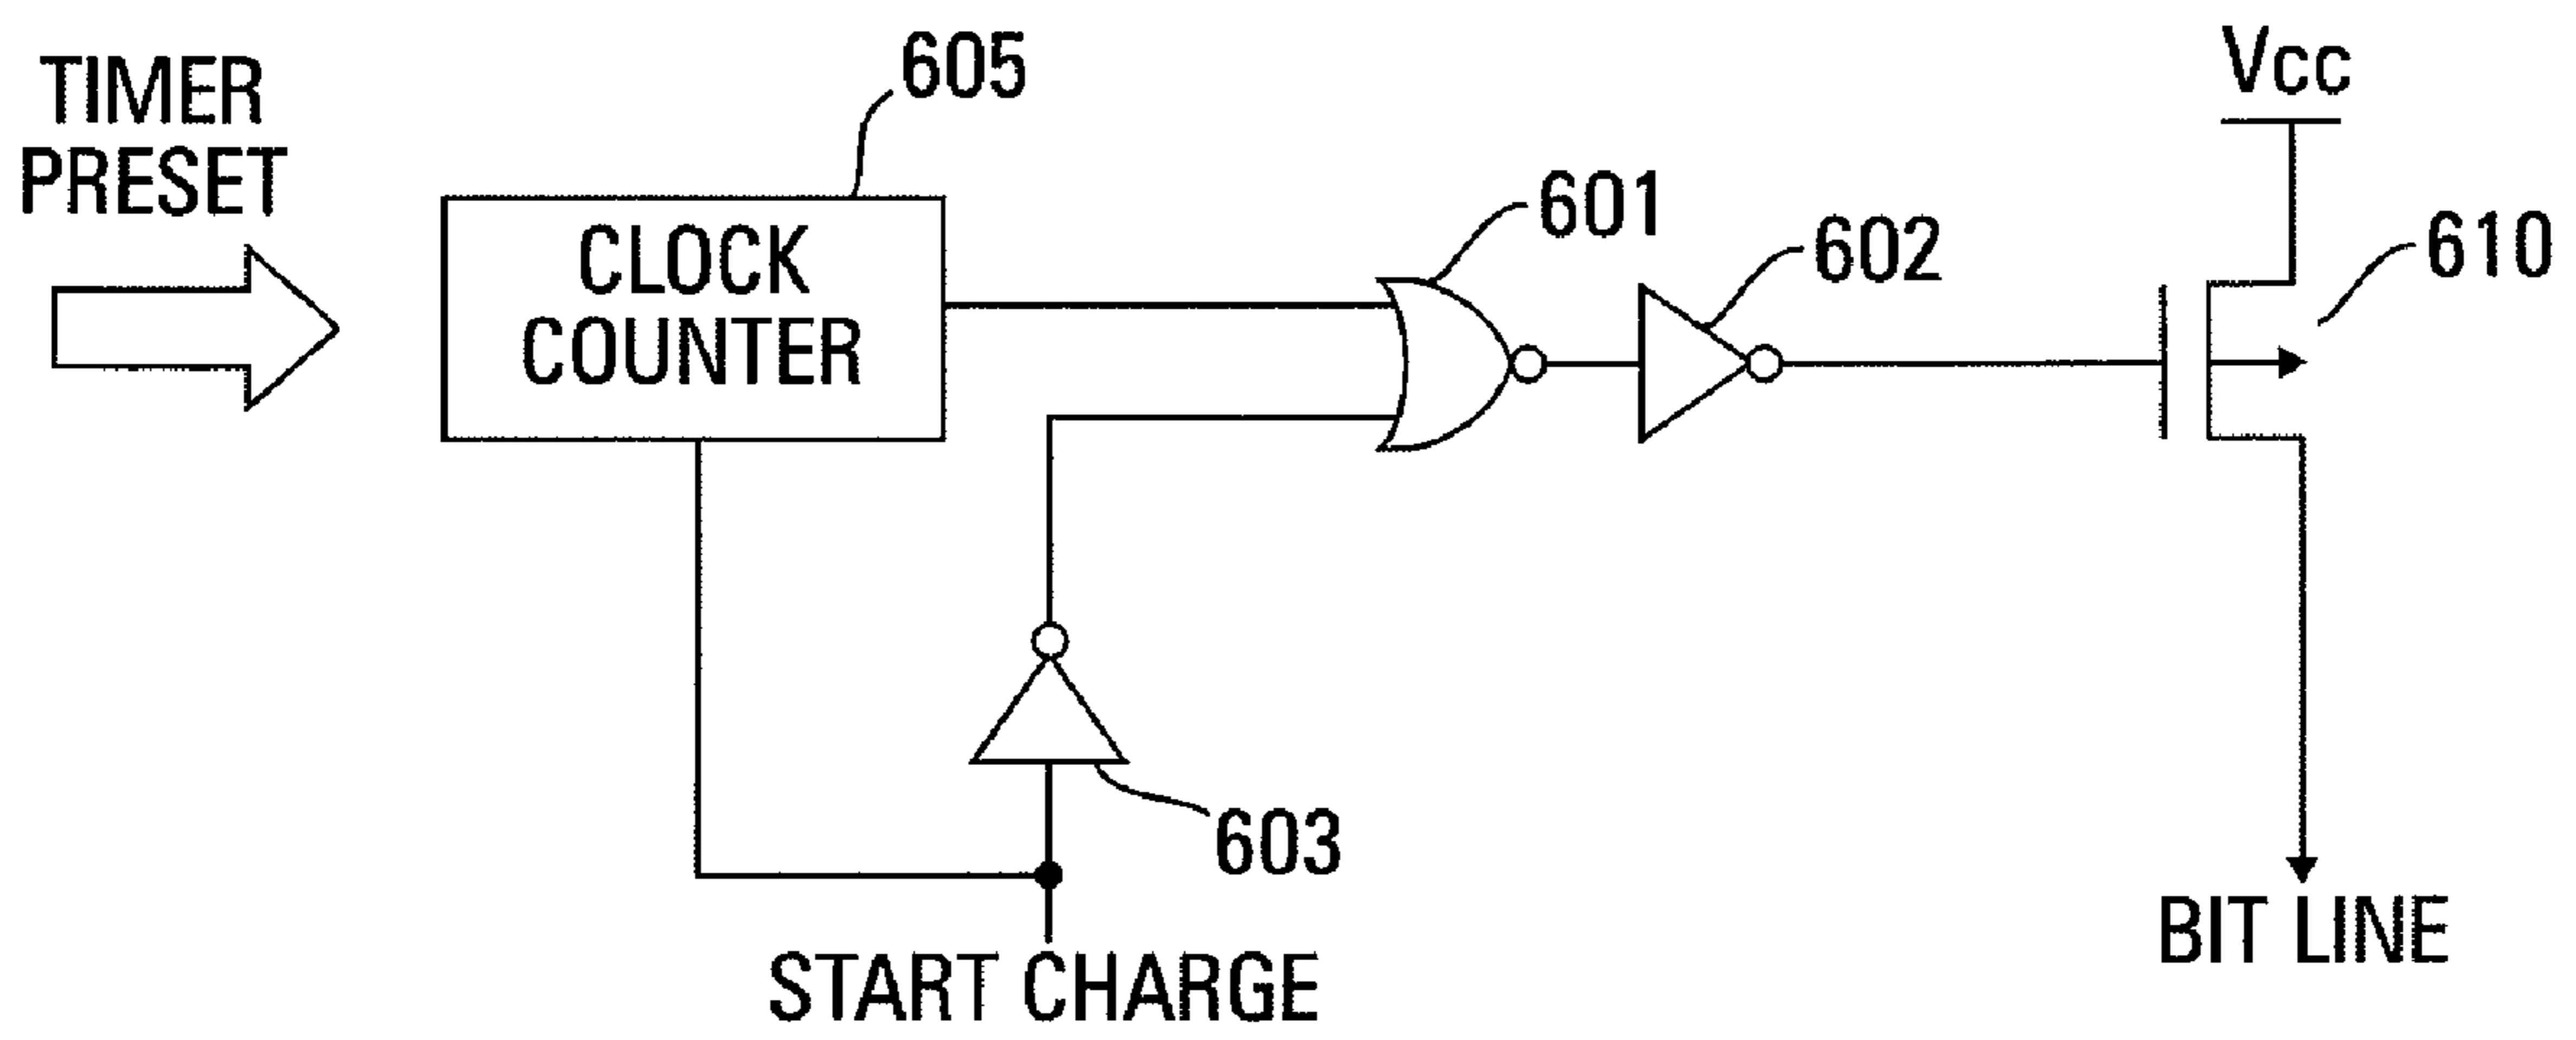 TIMER
PRESET
605
CLOCK
COUNTER
601
602
Vcc
610
603
START CHARGE
BIT LINE